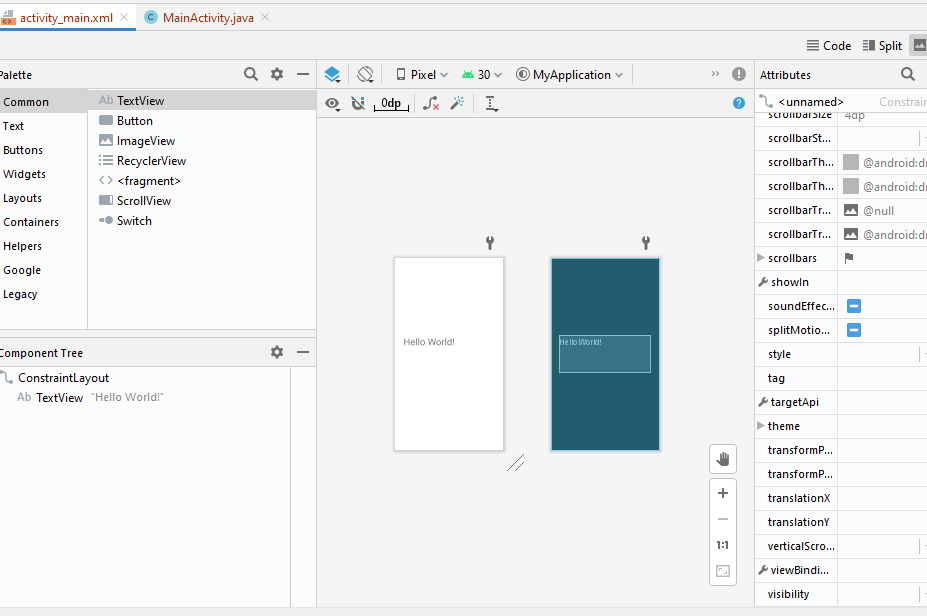 activity_main.xml
MainActivity.java
Code
Split
Palette
Pixel
30
MyApplication
Attributes
0dp
<unnamed>
Constrain
Common
Text
Buttons
Widgets
Layouts
Containers
Helpers
Google
Legacy
Ab TextView
Button
ImageView
RecyclerView
<fragment>
ScrollView
Switch
Component Tree
ConstraintLayout
Ab TextView "Hello World!"
Hello World!
Hello World!
1:1
scrollbarSize 4dp
scrollbarSt...
scrollbarTh... @android:dr
scrollbarTh... @android:dr
scrollbarTr... @null
scrollbarTr... @android:dr
scrollbars
showIn
soundEffec...
splitMotio...
style
tag
targetApi
theme
transformP...
transformP...
translationX
translationY
verticalScro...
viewBindi...
visibility